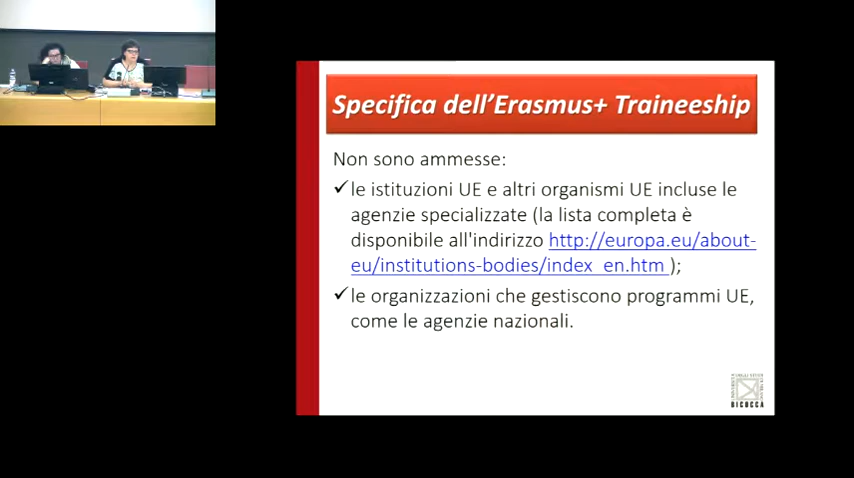 Specifica dell'Erasmus+ Traineeship
Non sono ammesse:
✓le istituzioni UE e altri organismi UE incluse le
agenzie specializzate (la lista completa è
disponibile all'indirizzo http://europa.eu/about-
eu/institutions-bodies/index_en.htm );
✓le organizzazioni che gestiscono programmi UE,
come le agenzie nazionali.
BICOCCA